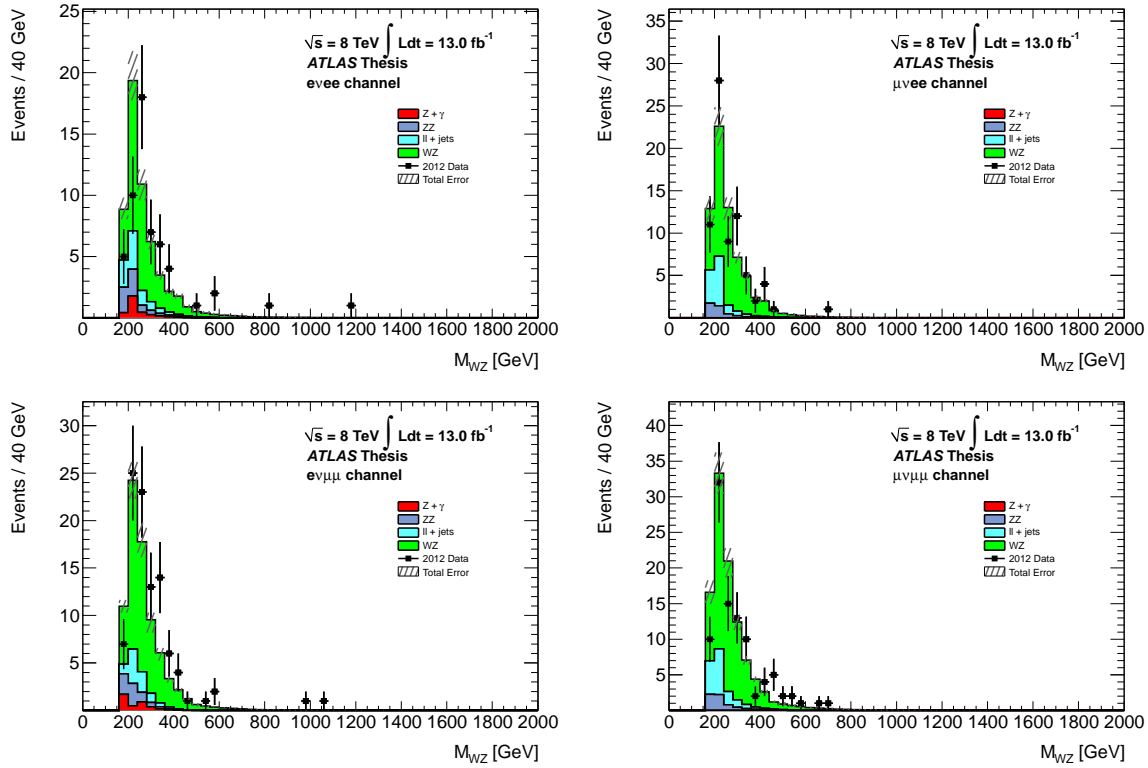 Events / 40 GeV
25
20
15
10
5
0 200 400 600 800 1000 1200 1400 1600 1800 2000
M_WZ [GeV]
√s = 8 TeV ∫ Ldt = 13.0 fb⁻¹
ATLAS Thesis
eνee channel
Z + γ
ZZ
ll + jets
WZ
2012 Data
Total Error
Events / 40 GeV
35
30
25
20
15
10
5
0
0 200 400 600 800 1000 1200 1400 1600 1800 2000
M_WZ [GeV]
√s = 8 TeV ∫ Ldt = 13.0 fb⁻¹
ATLAS Thesis
μνee channel
Z + γ
ZZ
ll + jets
WZ
2012 Data
Total Error
Events / 40 GeV
30
25
20
15
10
5
0 200 400 600 800 1000 1200 1400 1600 1800 2000
M_WZ [GeV]
√s = 8 TeV ∫ Ldt = 13.0 fb⁻¹
ATLAS Thesis
eνμμ channel
Z + γ
ZZ
ll + jets
WZ
2012 Data
Total Error
Events / 40 GeV
40
35
30
25
20
15
10
5
0
0 200 400 600 800 1000 1200 1400 1600 1800 2000
M_WZ [GeV]
√s = 8 TeV ∫ Ldt = 13.0 fb⁻¹
ATLAS Thesis
μνμμ channel
Z + γ
ZZ
ll + jets
WZ
2012 Data
Total Error